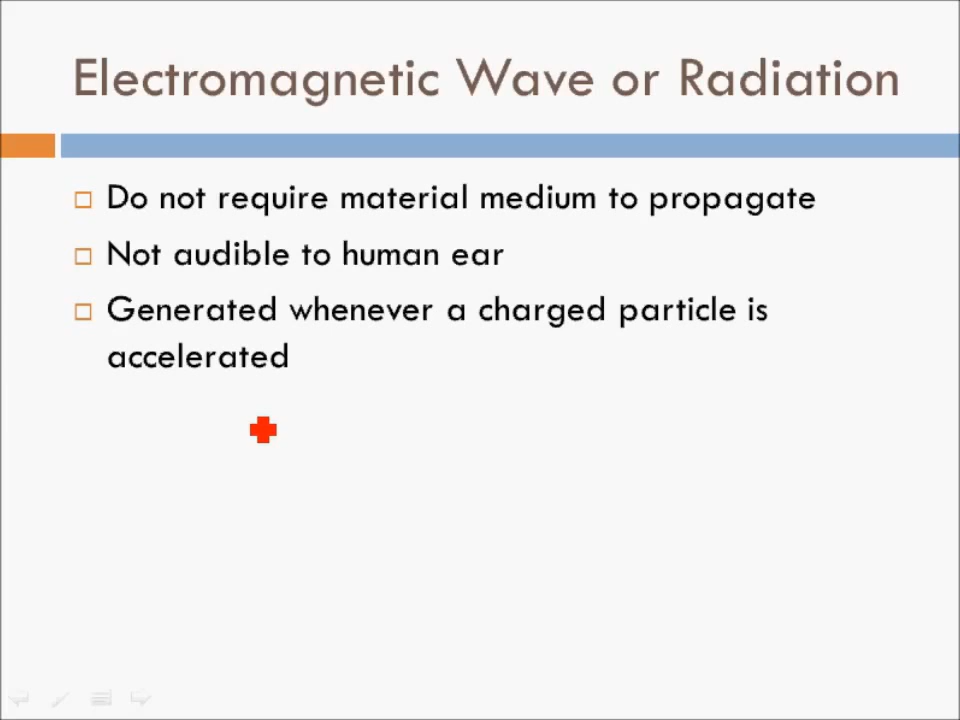 Electromagnetic Wave or Radiation
Do not require material medium to propagate
Not audible to human ear
Generated whenever a charged particle is
accelerated